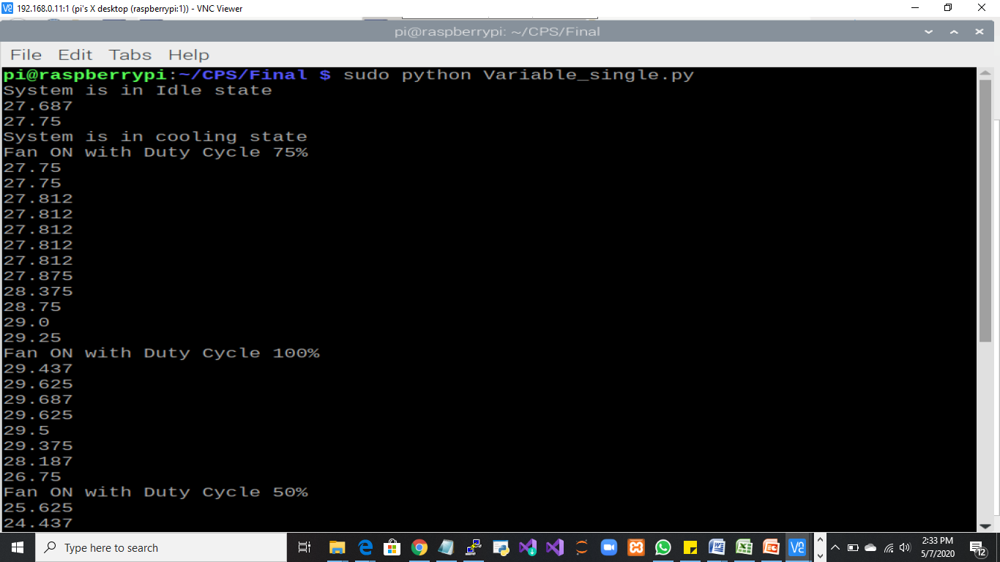 192.168.0.11:1 (pi's X desktop (raspberrypi:1)) - VNC Viewer
pi@raspberrypi: ~/CPS/Final
File Edit Tabs Help
pi@raspberrypi:~/CPS/Final $ sudo python Variable_single.py
System is in Idle state
27.687
27.75
System is in cooling state
Fan ON with Duty Cycle 75%
27.75
27.75
27.812
27.812
27.812
27.812
27.812
27.875
28.375
28.75
29.0
29.25
Fan ON with Duty Cycle 100%
29.437
29.625
29.687
29.625
29.5
29.375
28.187
26.75
Fan ON with Duty Cycle 50%
25.625
24.437
Type here to search
2:33 PM
5/7/2020
12